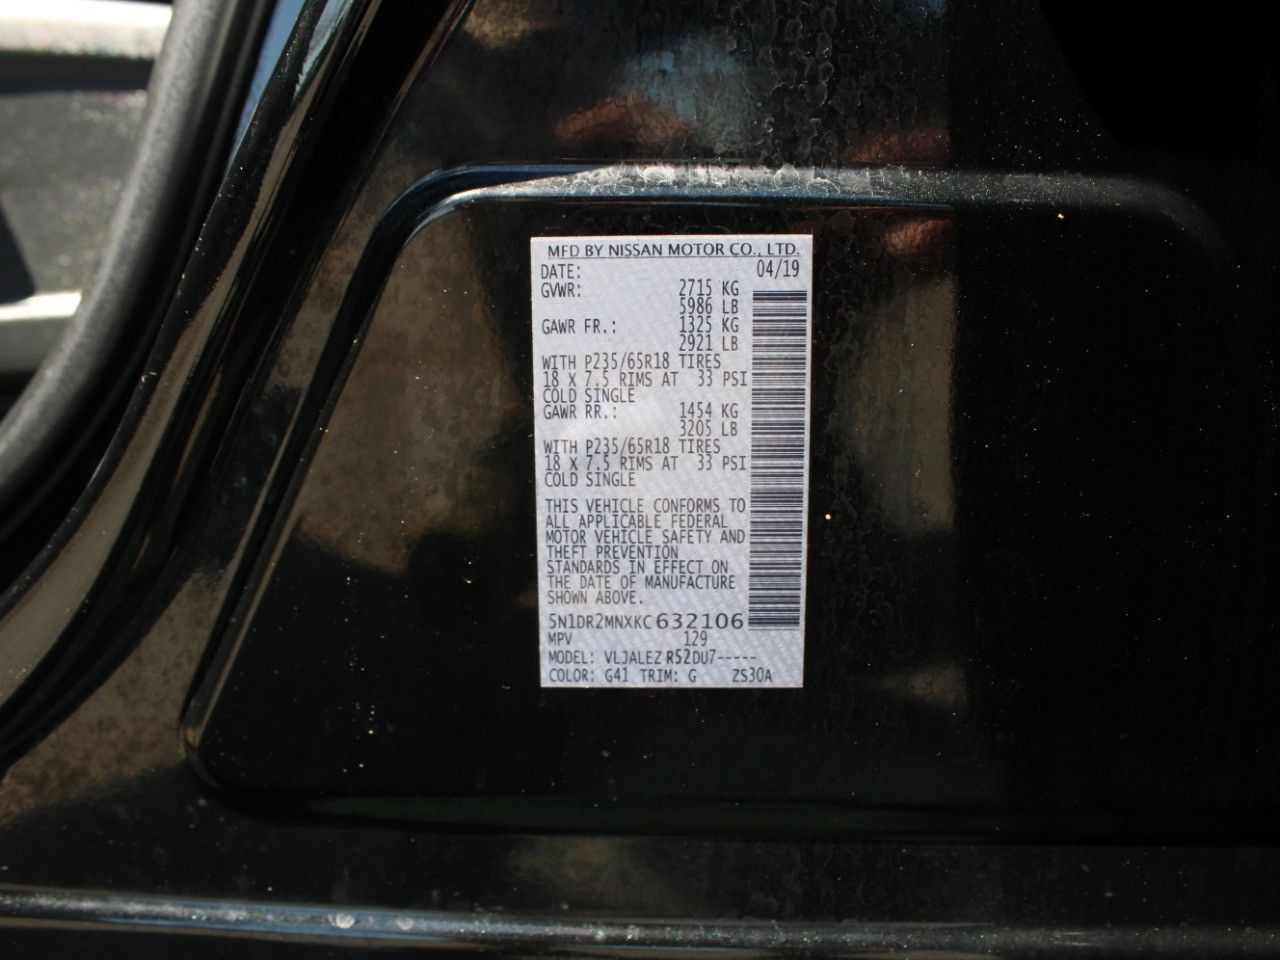 MFD BY NISSAN MOTOR CO., LTD.
DATE: 04/19
GVWR: 2715 KG
5986 LB
GAWR FR.: 1325 KG
2921 LB
WITH P235/65R18 TIRES
18 X 7.5 RIMS AT 33 PSI
COLD SINGLE
GAWR RR.: 1454 KG
3205 LB
WITH P235/65R18 TIRES
18 X 7.5 RIMS AT 33 PSI
COLD SINGLE
THIS VEHICLE CONFORMS TO
ALL APPLICABLE FEDERAL
MOTOR VEHICLE SAFETY AND
THEFT PREVENTION
STANDARDS IN EFFECT ON
THE DATE OF MANUFACTURE
SHOWN ABOVE.
5N1DR2MNXKC632106
MPV 129
MODEL: VLJALEZ R52DU7-----
COLOR: G41 TRIM: G ZS30A